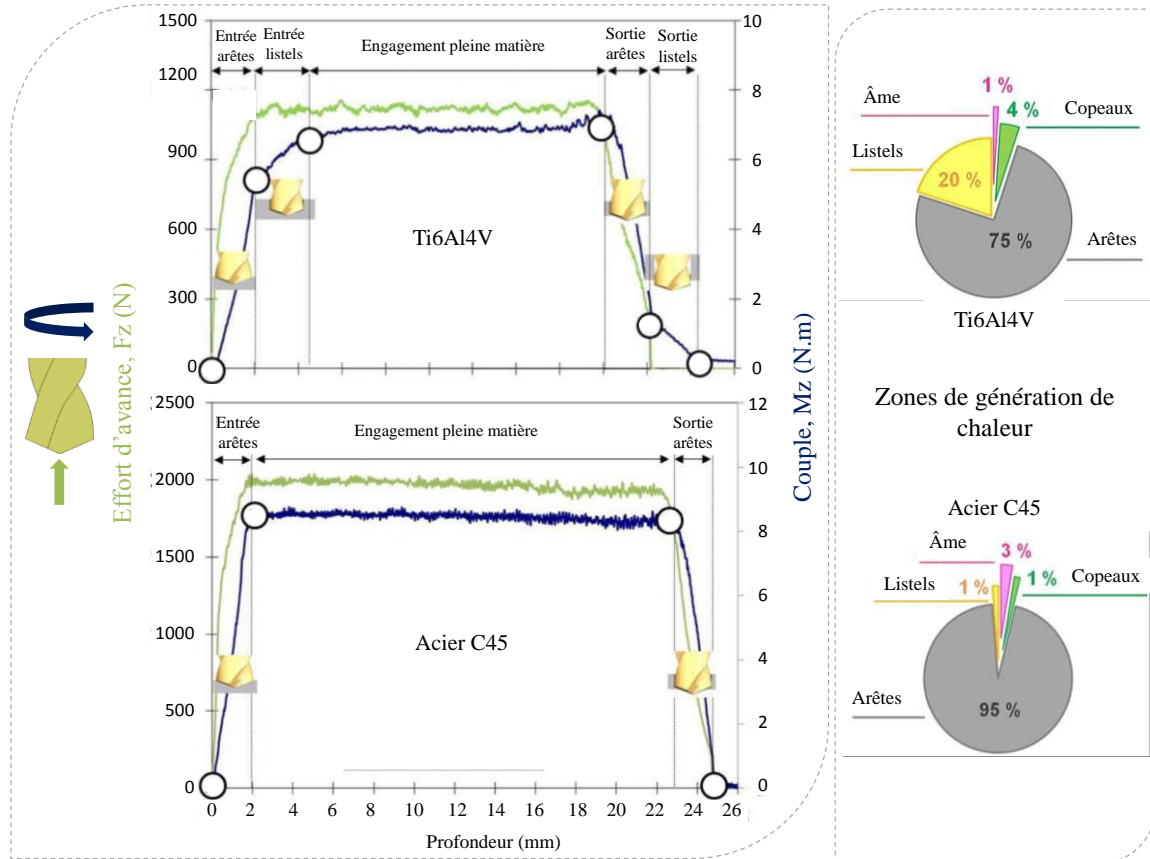 Effort d'avance, Fz (N)
1500
1200
900
600
300
0
Entrée
arêtes
Entrée
listels
Engagement pleine matière
Sortie
arêtes
Sortie
listels
Ti6Al4V
10
8
6
4
2
0
2500
2000
1500
1000
500
0
Entrée
arêtes
Engagement pleine matière
Sortie
arêtes
Acier C45
12
10
8
6
4
2
0
0 2 4 6 8 10 12 14 16 18 20 22 24 26
Profondeur (mm)
Couple, Mz (N.m)
1 %
Âme
4 %
Copeaux
Listels
20 %
75 %
Arêtes
Ti6Al4V
Zones de génération de
chaleur
Acier C45
Âme
3 %
Listels
1 %
1 %
Copeaux
Arêtes
95 %